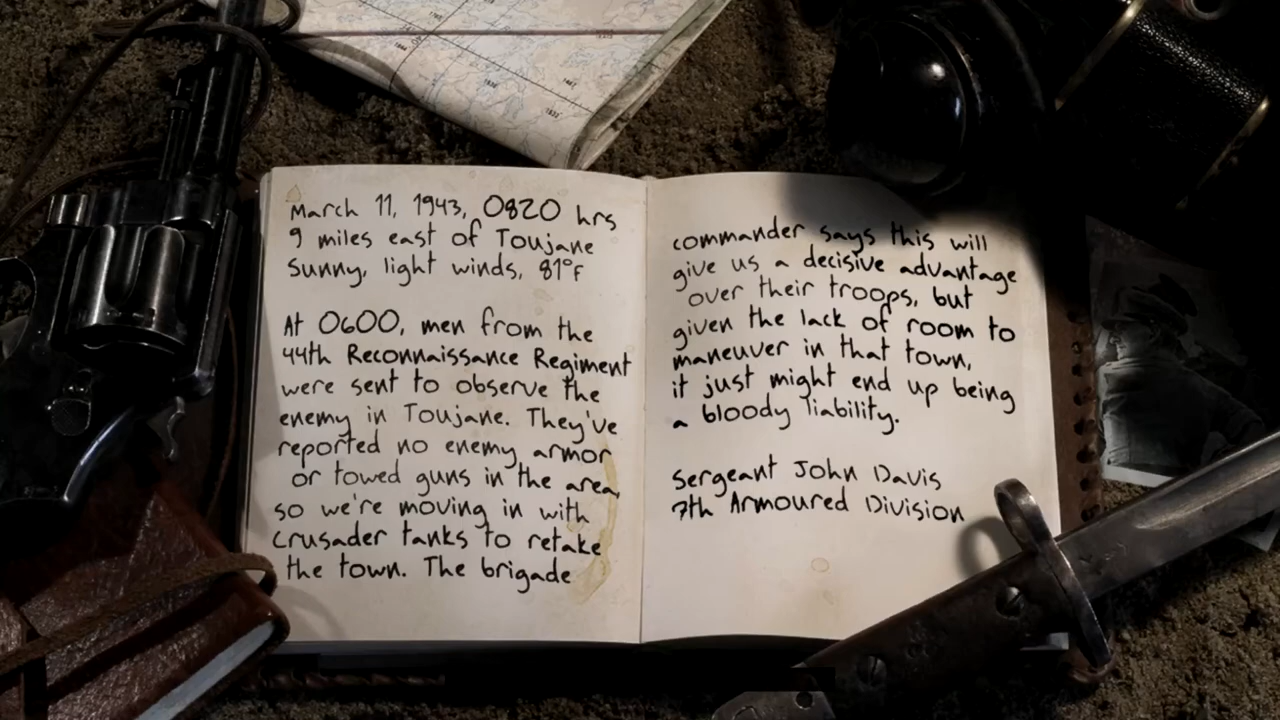 March 11, 1943, 0820 hrs
9 miles east of Toujane
Sunny, light winds, 81°F
At 0600, men from the
44th Reconnaissance Regiment
were sent to observe the
enemy in Toujane. They've
reported no enemy armor
or towed guns in the area,
so we're moving in with
Crusader tanks to retake
the town. The brigade
commander says this will
give us a decisive advantage
over their troops, but
given the lack of room to
maneuver in that town,
it just might end up being
a bloody liability.
Sergeant John Davis
7th Armoured Division